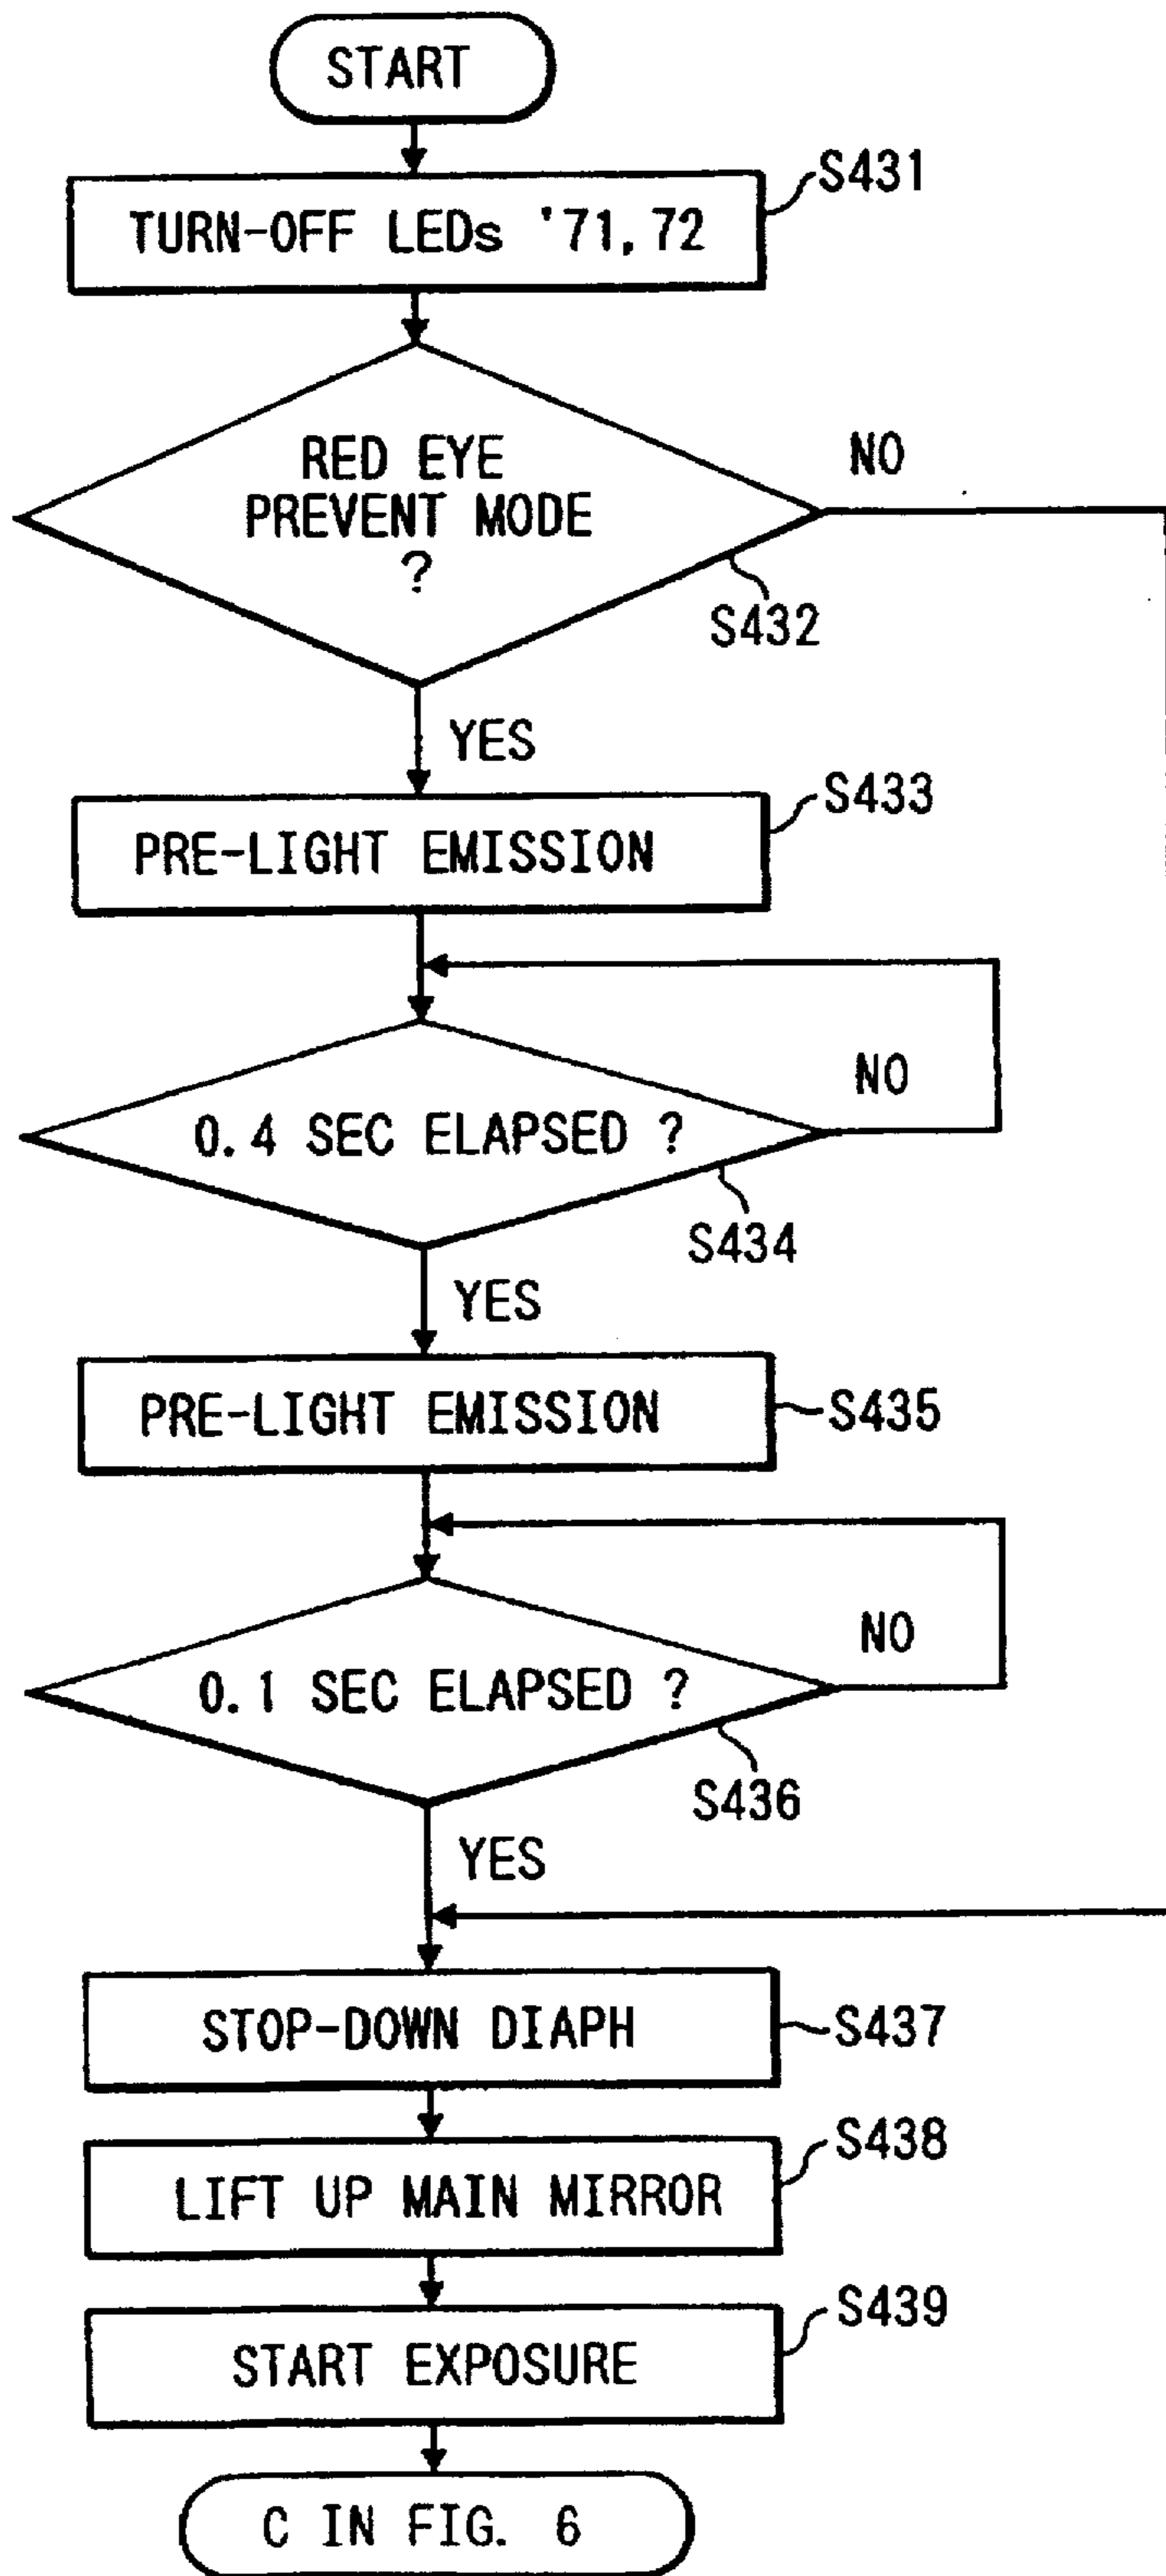 START
S431
TURN-OFF LEDs '71, 72
RED EYE
PREVENT MODE
?
NO
S432
YES
S433
PRE-LIGHT EMISSION
NO
0.4 SEC ELAPSED ?
S434
YES
PRE-LIGHT EMISSION
S435
NO
0.1 SEC ELAPSED ?
S436
YES
STOP-DOWN DIAPH
S437
S438
LIFT UP MAIN MIRROR
S439
START EXPOSURE
C IN FIG. 6